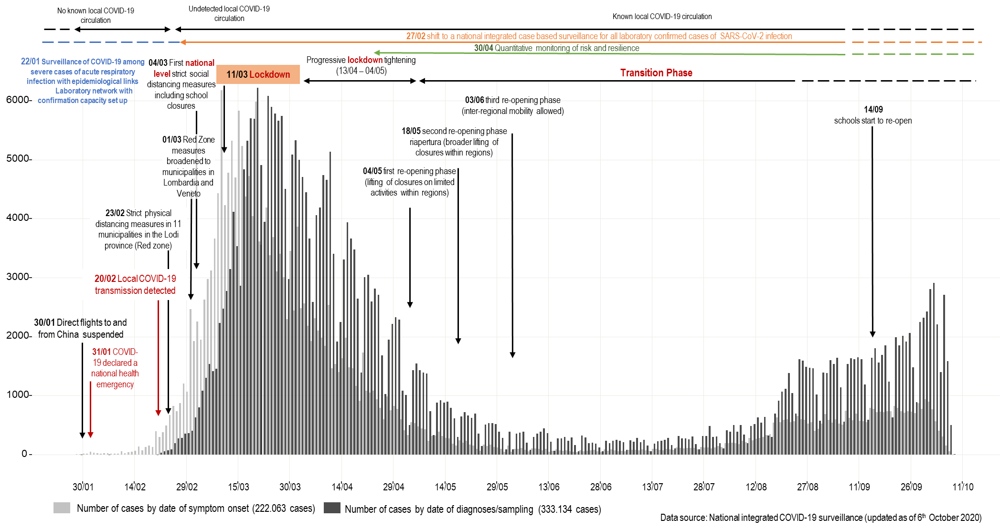 No known local COVID-19
circulation
Undetected local COVID-19
circulation
Known local COVID-19 circulation
27/02 shift to a national integrated case based surveillance for all laboratory confirmed cases of SARS-CoV-2 infection
30/04 Quantitative monitoring of risk and resilience
22/01 Surveillance of COVID-19 among
severe cases of acute respiratory
infection with epidemiological links
Laboratory network with
confirmation capacity set up
04/03 First national
level strict social
distancing measures
including school
closures
11/03 Lockdown
Progressive lockdown tightening
(13/04 – 04/05)
Transition Phase
01/03 Red Zone
measures
broadened to
municipalities in
Lombardia and
Veneto
03/06 third re-opening phase
(inter-regional mobility allowed)
18/05 second re-opening phase
riapertura (broader lifting of
closures within regions)
04/05 first re-opening phase
(lifting of closures on limited
activities within regions)
14/09
schools start to re-open
23/02 Strict physical
distancing measures in 11
municipalities in the Lodi
province (Red zone)
20/02 Local COVID-19
transmission detected
30/01 Direct flights to and
from China suspended
31/01 COVID-
19 declared a
national health
emergency
6000
5000
4000
3000
2000
1000
0
30/01 14/02 29/02 15/03 30/03 14/04 29/04 14/05 29/05 13/06 28/06 13/07 28/07 12/08 27/08 11/09 26/09 11/10
Number of cases by date of symptom onset (222.063 cases)
Number of cases by date of diagnoses/sampling (333.134 cases)
Data source: National integrated COVID-19 surveillance (updated as of 6th October 2020)